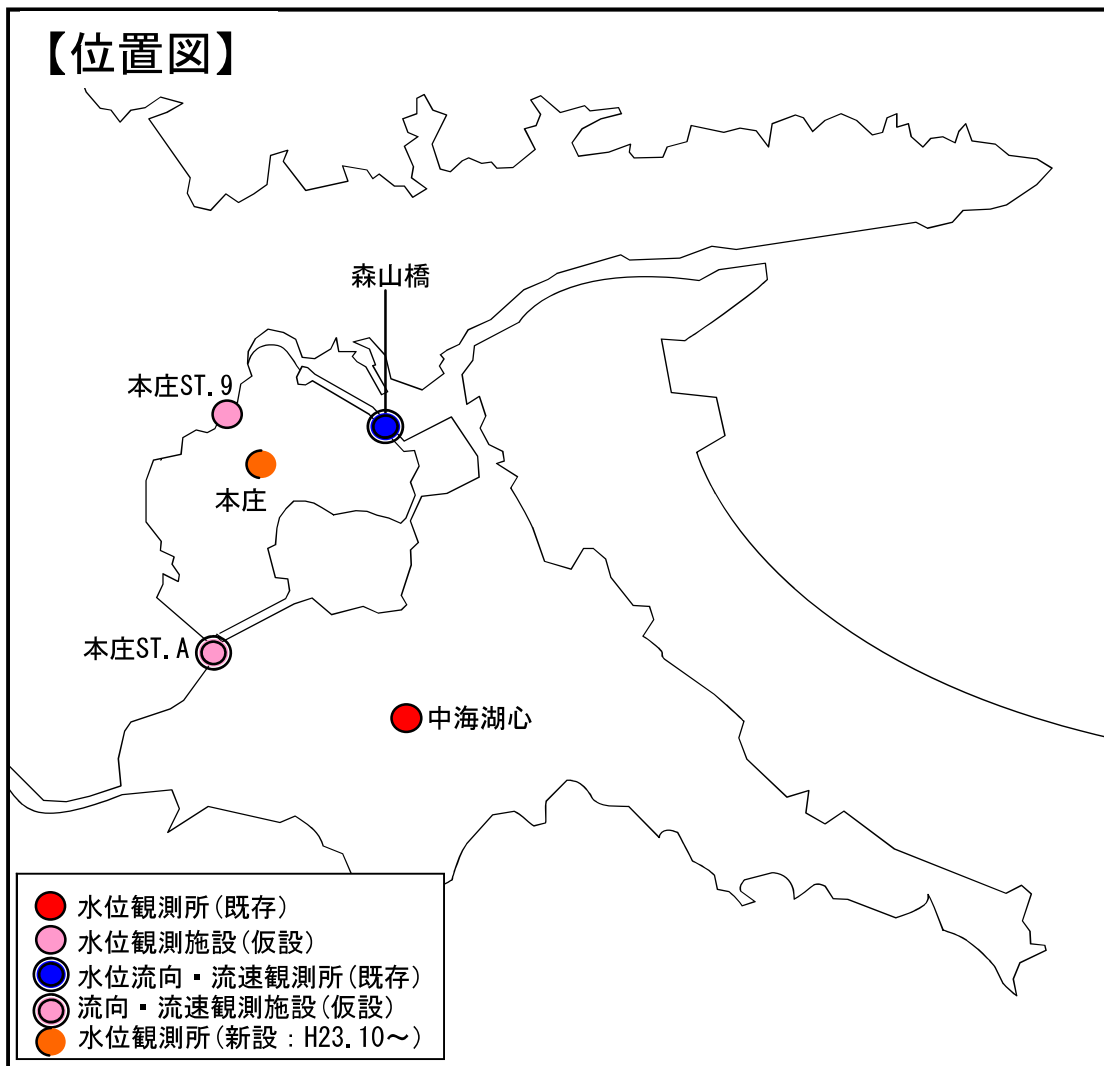 【位置図】
森山橋
本庄ST.9
本庄
本庄ST.A
中海湖心
水位観測所(既存)
水位観測施設(仮設)
水位流向・流速観測所(既存)
流向・流速観測施設(仮設)
水位観測所(新設:H23.10～)